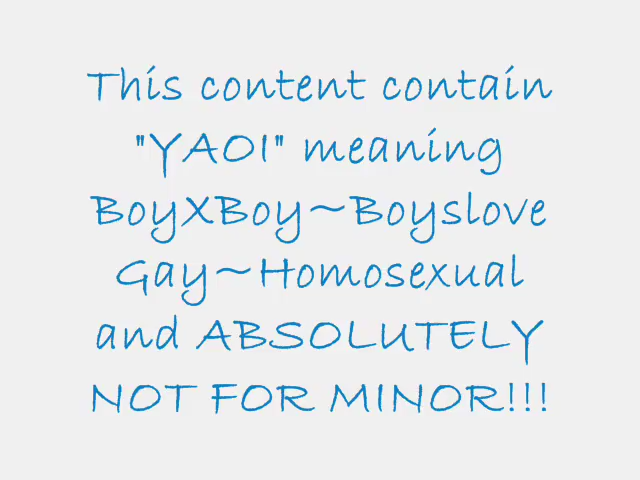 This content contain
"YAOI" meaning
BoyXBoy~Boyslove
Gay~Homosexual
and ABSOLUTELY
NOT FOR MINOR!!!